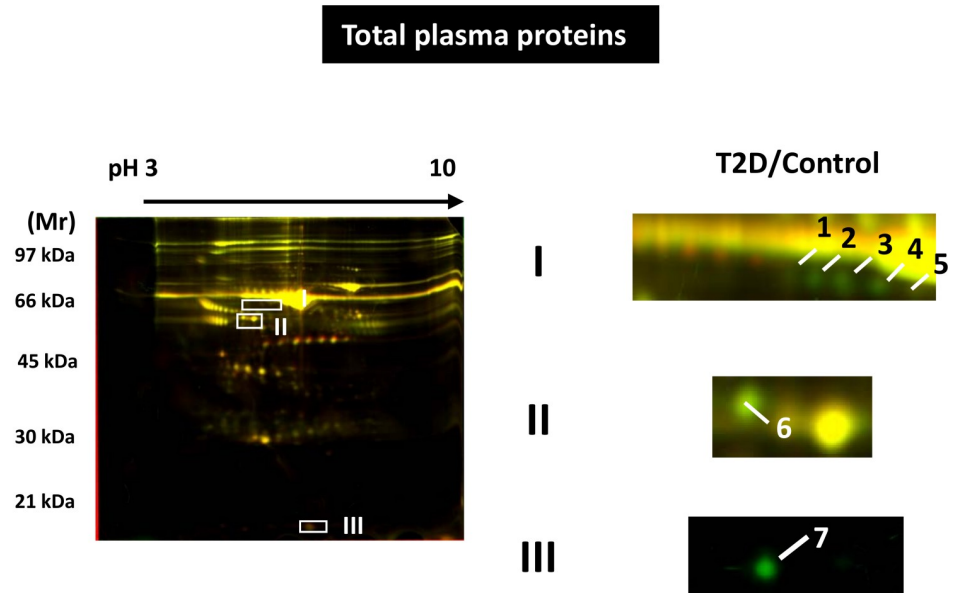 Total plasma proteins
pH 3
10
(Mr)
97 kDa
66 kDa
45 kDa
30 kDa
21 kDa
I
II
III
T2D/Control
I
1
2
3
4
5
II
6
III
7